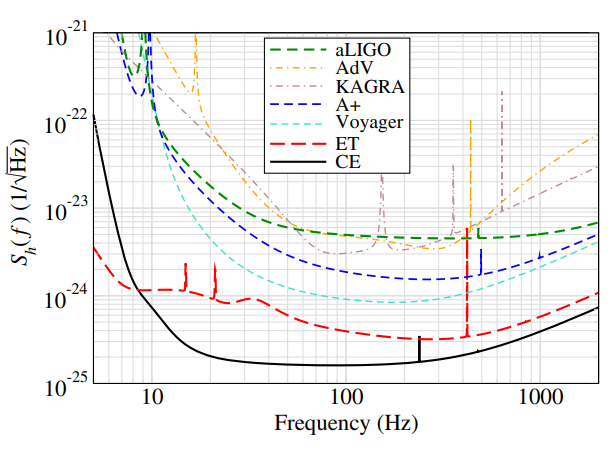 10^-21
10^-22
10^-23
10^-24
10^-25
S_h(f) (1/√Hz)
aLIGO
AdV
KAGRA
A+
Voyager
ET
CE
10 100 1000
Frequency (Hz)